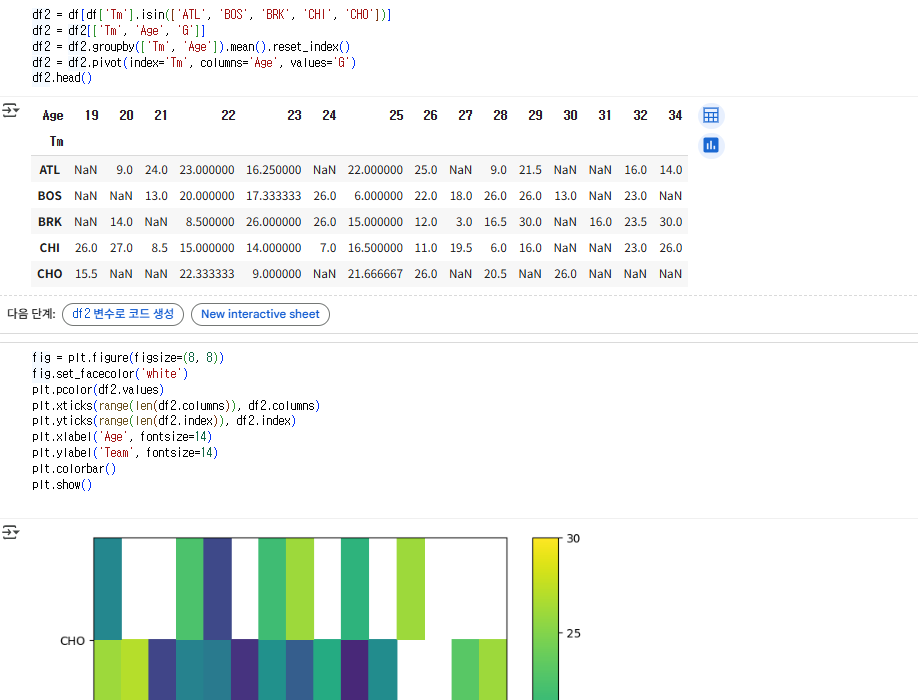 df2 = df[df['Tm'].isin(['ATL', 'BOS', 'BRK', 'CHI', 'CHO'])]
df2 = df2[['Tm', 'Age', 'G']]
df2 = df2.groupby(['Tm', 'Age']).mean().reset_index()
df2 = df2.pivot(index='Tm', columns='Age', values='G')
df2.head()
Age 19 20 21 22 23 24 25 26 27 28 29 30 31 32 34
Tm
ATL NaN 9.0 24.0 23.000000 16.250000 NaN 22.000000 25.0 NaN 9.0 21.5 NaN NaN 16.0 14.0
BOS NaN NaN 13.0 20.000000 17.333333 26.0 6.000000 22.0 18.0 26.0 26.0 13.0 NaN 23.0 NaN
BRK NaN 14.0 NaN 8.500000 26.000000 26.0 15.000000 12.0 3.0 16.5 30.0 NaN 16.0 23.5 30.0
CHI 26.0 27.0 8.5 15.000000 14.000000 7.0 16.500000 11.0 19.5 6.0 16.0 NaN NaN 23.0 26.0
CHO 15.5 NaN NaN 22.333333 9.000000 NaN 21.666667 26.0 NaN 20.5 NaN 26.0 NaN NaN NaN
다음 단계: df2 변수로 코드 생성 New interactive sheet
fig = plt.figure(figsize=(8, 8))
fig.set_facecolor('white')
plt.pcolor(df2.values)
plt.xticks(range(len(df2.columns)), df2.columns)
plt.yticks(range(len(df2.index)), df2.index)
plt.xlabel('Age', fontsize=14)
plt.ylabel('Team', fontsize=14)
plt.colorbar()
plt.show()
30
25
CHO